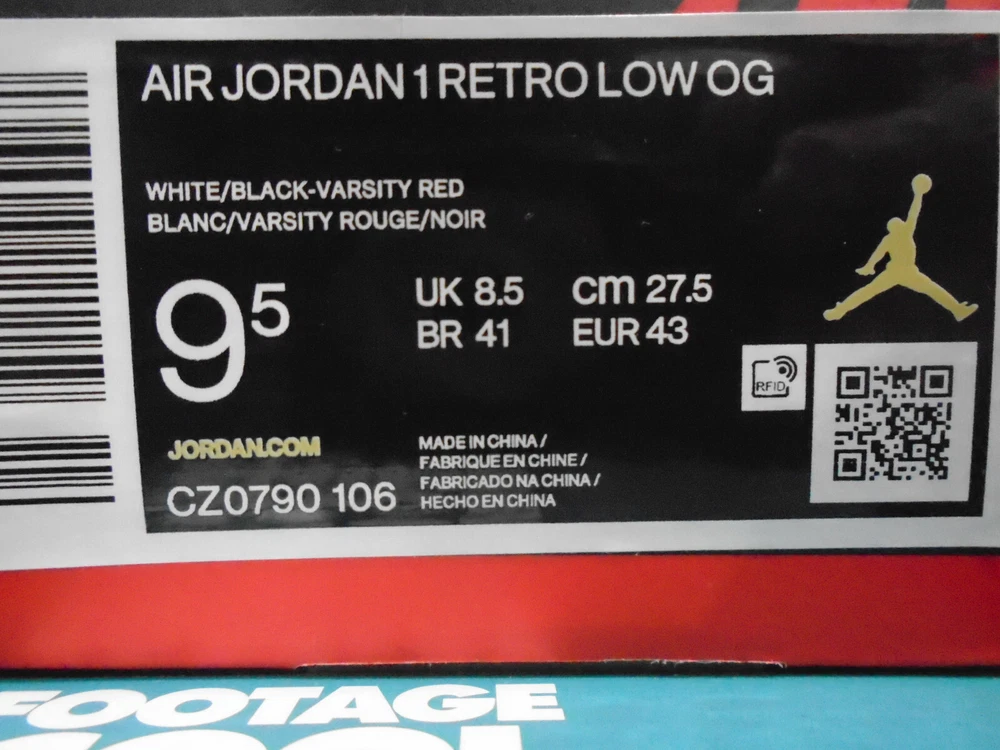 AIR JORDAN 1 RETRO LOW OG
WHITE/BLACK-VARSITY RED
BLANC/VARSITY ROUGE/NOIR
9⁵
UK 8.5 cm 27.5
BR 41 EUR 43
RFID
JORDAN.COM
CZ0790 106
MADE IN CHINA /
FABRIQUE EN CHINE /
FABRICADO NA CHINA /
HECHO EN CHINA
FOOTAGE